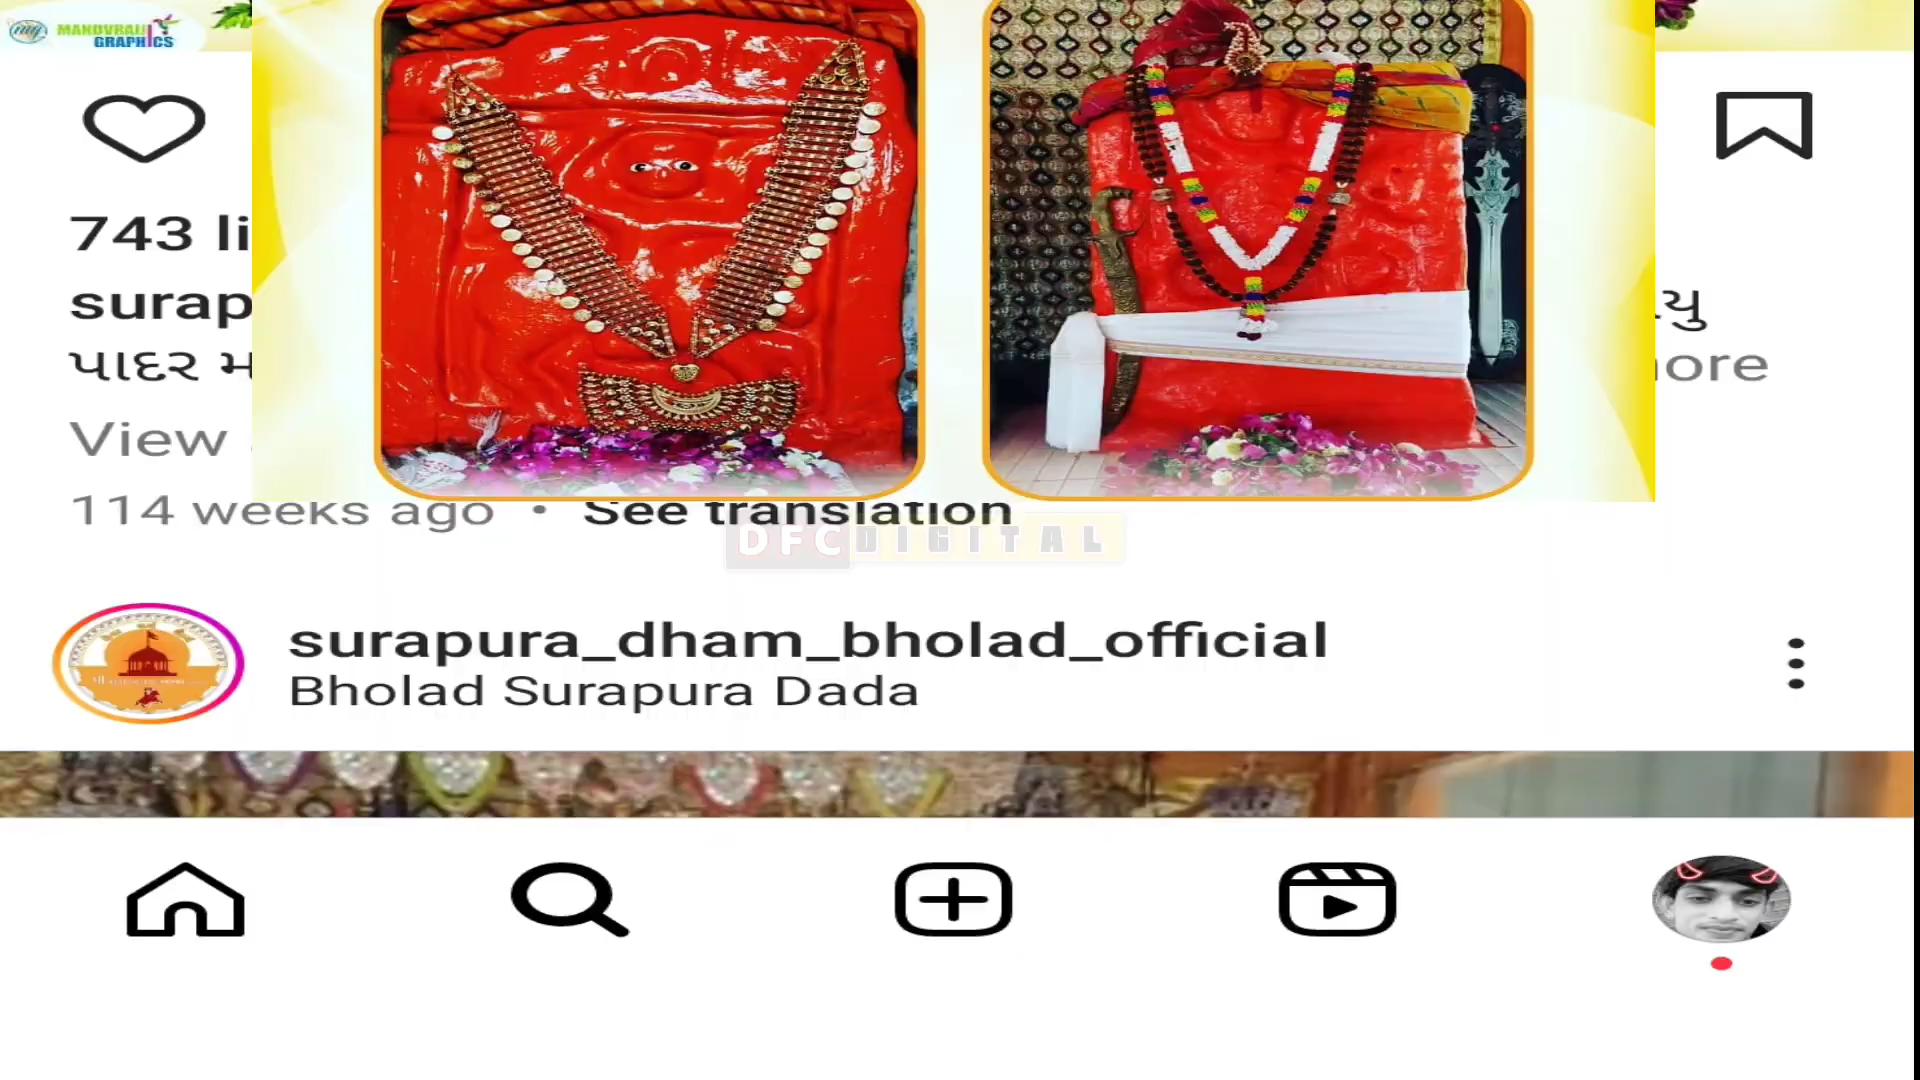 MANOVRAJ
GRAPHICS
743 li
surap
યુ
પાદર મ
ore
View
114 weeks ago • See translation
DFC DIGITAL
surapura_dham_bholad_official
Bholad Surapura Dada